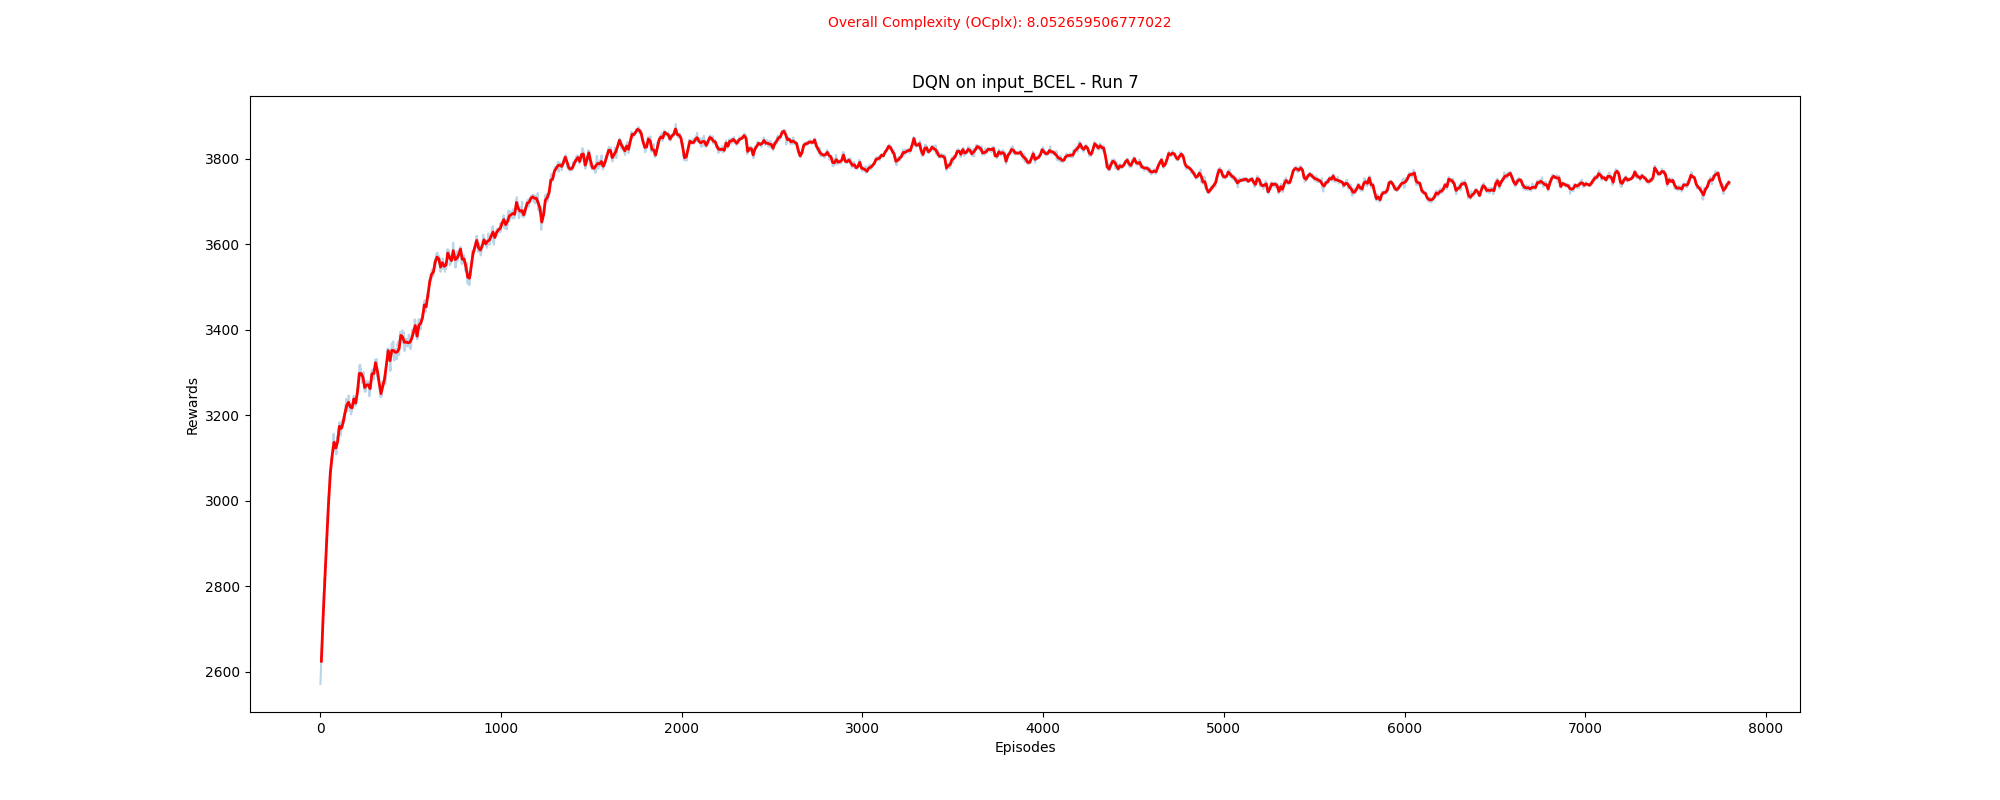 Overall Complexity (OCplx): 8.052659506777022
DQN on input_BCEL - Run 7
Rewards
3800
3600
3400
3200
3000
2800
2600
0 1000 2000 3000 4000 5000 6000 7000 8000
Episodes